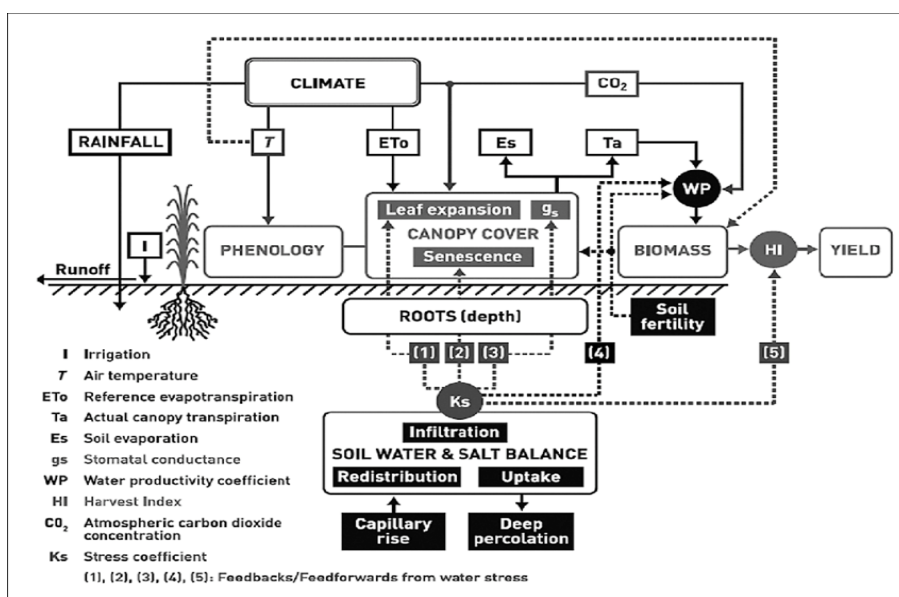 CLIMATE
CO₂
RAINFALL
T
ETo
Es
Ta
WP
Leaf expansion
gs
I
PHENOLOGY
CANOPY COVER
BIOMASS
HI
YIELD
Senescence
Runoff
ROOTS (depth)
Soil
fertility
(1) (2) (3) (4) (5)
Ks
Infiltration
SOIL WATER & SALT BALANCE
Redistribution
Uptake
Capillary
rise
Deep
percolation
I Irrigation
T Air temperature
ETo Reference evapotranspiration
Ta Actual canopy transpiration
Es Soil evaporation
gs Stomatal conductance
WP Water productivity coefficient
HI Harvest Index
CO₂ Atmospheric carbon dioxide
concentration
Ks Stress coefficient
(1), (2), (3), (4), (5): Feedbacks/Feedforwards from water stress